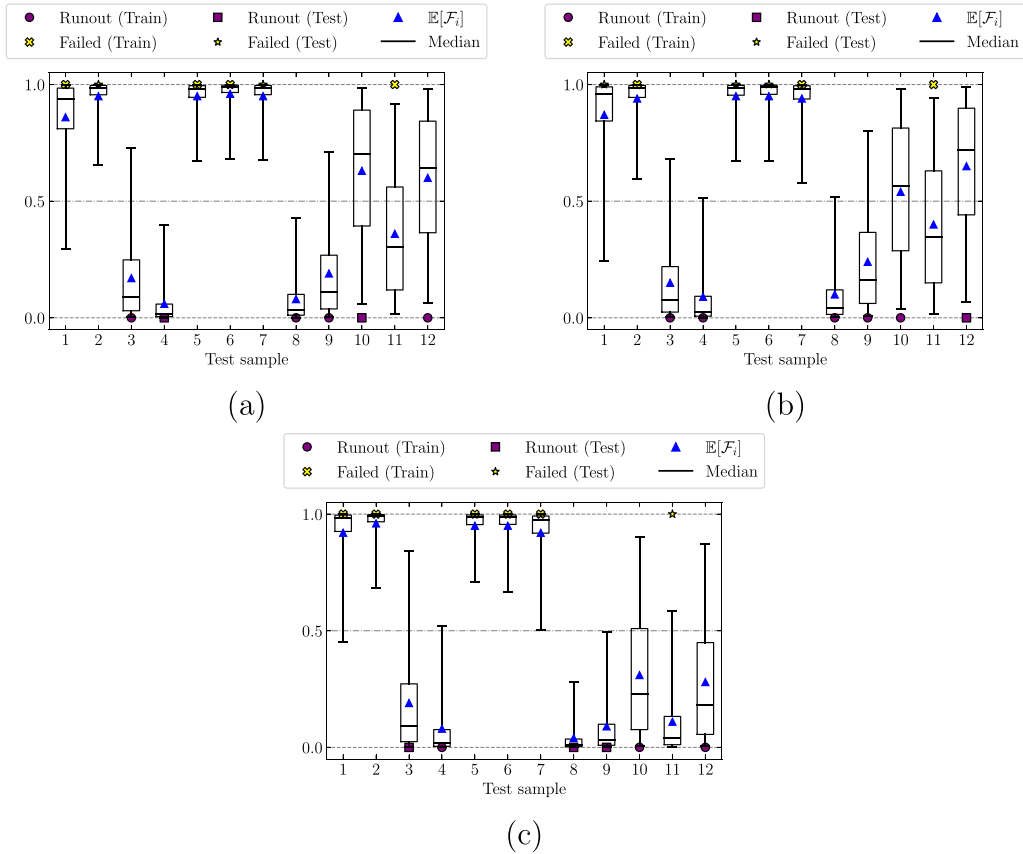 Runout (Train) Runout (Test) 𝔼[ℱᵢ]
Failed (Train) Failed (Test) Median
1.0
0.5
0.0
1 2 3 4 5 6 7 8 9 10 11 12
Test sample
(a)
Runout (Train) Runout (Test) 𝔼[ℱᵢ]
Failed (Train) Failed (Test) Median
1.0
0.5
0.0
1 2 3 4 5 6 7 8 9 10 11 12
Test sample
(b)
Runout (Train) Runout (Test) 𝔼[ℱᵢ]
Failed (Train) Failed (Test) Median
1.0
0.5
0.0
1 2 3 4 5 6 7 8 9 10 11 12
Test sample
(c)